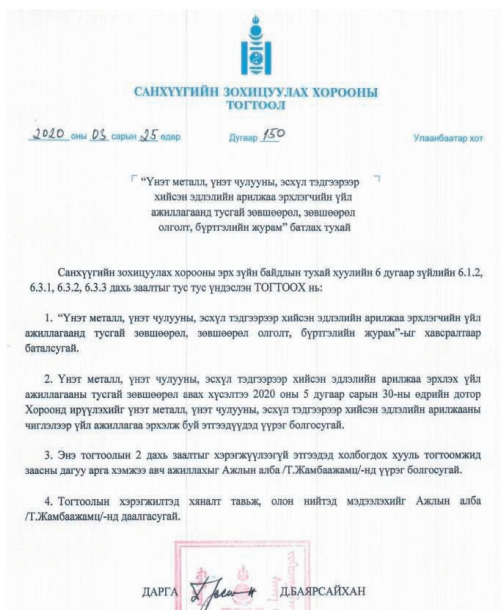 САНХҮҮГИЙН ЗОХИЦУУЛАХ ХОРООНЫ
ТОГТООЛ
2020 оны 03 сарын 25 өдөр Дугаар 150 Улаанбаатар хот
“Үнэт металл, үнэт чулууны, эсхүл тэдгээрээр
хийсэн эдлэлийн арилжаа эрхлэгчийн үйл
ажиллагаанд тусгай зөвшөөрөл, зөвшөөрөл
олголт, бүртгэлийн журам” батлах тухай
Санхүүгийн зохицуулах хорооны эрх зүйн байдлын тухай хуулийн 6 дугаар зүйлийн 6.1.2,
6.3.1, 6.3.2, 6.3.3 дахь заалтыг тус тус үндэслэн ТОГТООХ нь:
1. “Үнэт металл, үнэт чулууны, эсхүл тэдгээрээр хийсэн эдлэлийн арилжаа эрхлэгчийн үйл
ажиллагаанд тусгай зөвшөөрөл, зөвшөөрөл олголт, бүртгэлийн журам”-ыг хавсралтаар
баталсугай.
2. Үнэт металл, үнэт чулууны, эсхүл тэдгээрээр хийсэн эдлэлийн арилжаа эрхлэх үйл
ажиллагааны тусгай зөвшөөрөл авах хүсэлтээ 2020 оны 5 дугаар сарын 30-ны өдрийн дотор
Хороонд ирүүлэхийг үнэт металл, үнэт чулууны, эсхүл тэдгээрээр хийсэн эдлэлийн арилжааны
чиглэлээр үйл ажиллагаа эрхэлж буй этгээдүүдэд үүрэг болгосугай.
3. Энэ тогтоолын 2 дахь заалтыг хэрэгжүүлээгүй этгээдэд холбогдох хууль тогтоомжид
заасны дагуу арга хэмжээ авч ажиллахыг Ажлын алба /Т.Жамбаажамц/-нд үүрэг болгосугай.
4. Тогтоолын хэрэгжилтэд хяналт тавьж, олон нийтэд мэдээлэхийг Ажлын алба
/Т.Жамбаажамц/-нд даалгасугай.
ДАРГА Д.БАЯРСАЙХАН